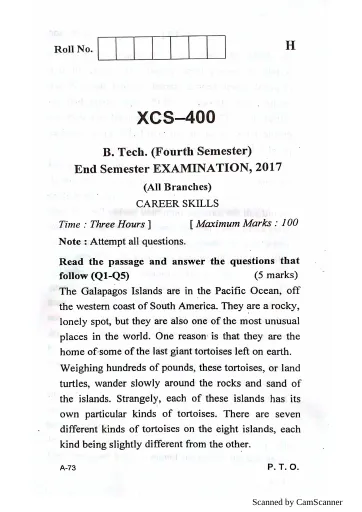 Roll No.
H
XCS–400
B. Tech. (Fourth Semester)
End Semester EXAMINATION, 2017
(All Branches)
CAREER SKILLS
Time : Three Hours ] [ Maximum Marks : 100
Note : Attempt all questions.
Read the passage and answer the questions that
follow (Q1-Q5) (5 marks)
The Galapagos Islands are in the Pacific Ocean, off
the western coast of South America. They are a rocky,
lonely spot, but they are also one of the most unusual
places in the world. One reason is that they are the
home of some of the last giant tortoises left on earth.
Weighing hundreds of pounds, these tortoises, or land
turtles, wander slowly around the rocks and sand of
the islands. Strangely, each of these islands has its
own particular kinds of tortoises. There are seven
different kinds of tortoises on the eight islands, each
kind being slightly different from the other.
A-73 P. T. O.
Scanned by CamScanner